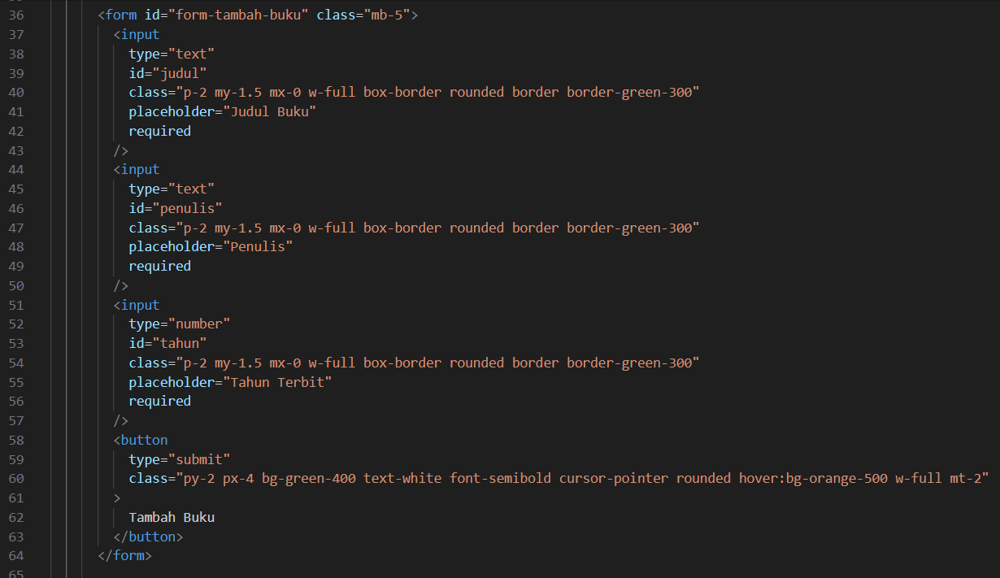 36 <form id="form-tambah-buku" class="mb-5">
37 <input
38 type="text"
39 id="judul"
40 class="p-2 my-1.5 mx-0 w-full box-border rounded border border-green-300"
41 placeholder="Judul Buku"
42 required
43 />
44 <input
45 type="text"
46 id="penulis"
47 class="p-2 my-1.5 mx-0 w-full box-border rounded border border-green-300"
48 placeholder="Penulis"
49 required
50 />
51 <input
52 type="number"
53 id="tahun"
54 class="p-2 my-1.5 mx-0 w-full box-border rounded border border-green-300"
55 placeholder="Tahun Terbit"
56 required
57 />
58 <button
59 type="submit"
60 class="py-2 px-4 bg-green-400 text-white font-semibold cursor-pointer rounded hover:bg-orange-500 w-full mt-2"
61 >
62 Tambah Buku
63 </button>
64 </form>
65